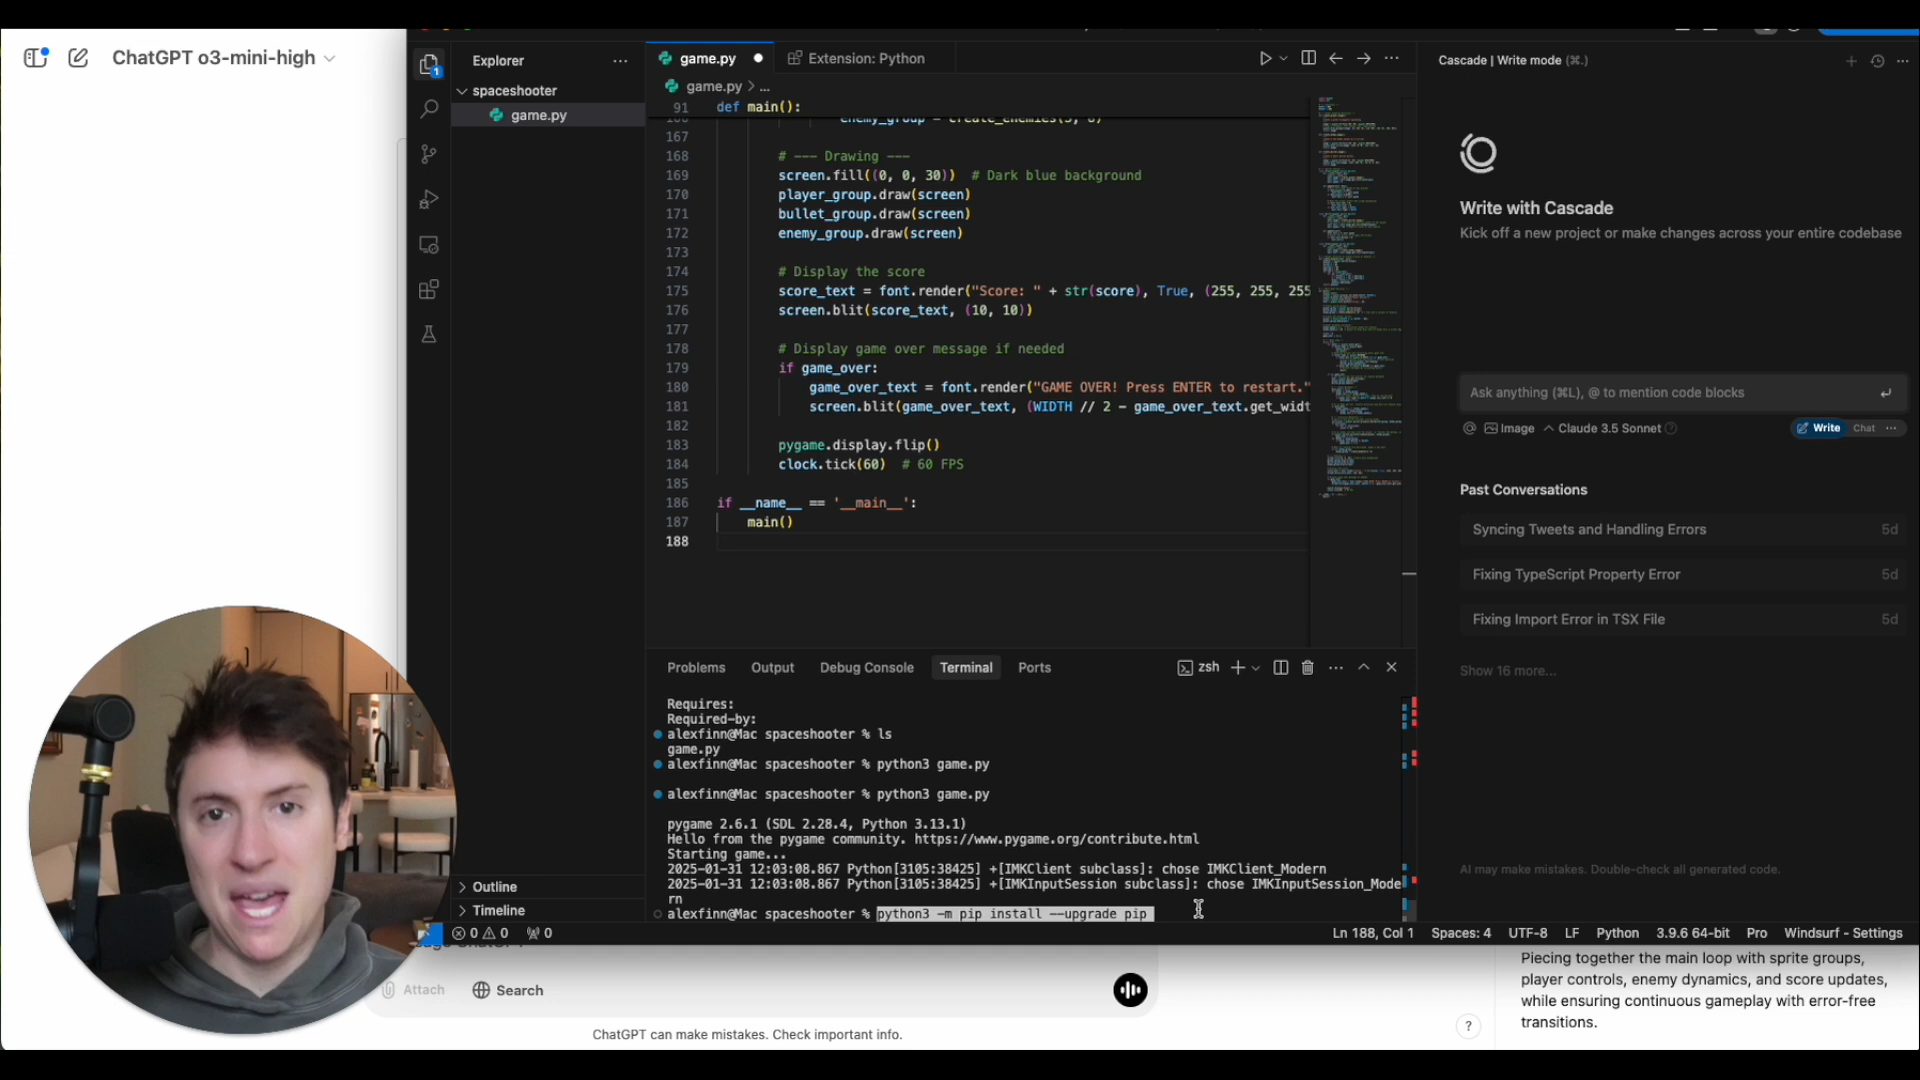 ChatGPT o3-mini-high
Explorer
spaceshooter
game.py
Outline
Timeline
game.py
Extension: Python
game.py > ...
91 def main():
166 enemy_group = create_enemies(5, 8)
167
168 # --- Drawing ---
169 screen.fill((0, 0, 30)) # Dark blue background
170 player_group.draw(screen)
171 bullet_group.draw(screen)
172 enemy_group.draw(screen)
173
174 # Display the score
175 score_text = font.render("Score: " + str(score), True, (255, 255, 255
176 screen.blit(score_text, (10, 10))
177
178 # Display game over message if needed
179 if game_over:
180 game_over_text = font.render("GAME OVER! Press ENTER to restart."
181 screen.blit(game_over_text, (WIDTH // 2 - game_over_text.get_widt
182
183 pygame.display.flip()
184 clock.tick(60) # 60 FPS
185
186 if __name__ == '__main__':
187 main()
188
Problems Output Debug Console Terminal Ports
zsh
Requires:
Required-by:
alexfinn@Mac spaceshooter % ls
game.py
alexfinn@Mac spaceshooter % python3 game.py
alexfinn@Mac spaceshooter % python3 game.py
pygame 2.6.1 (SDL 2.28.4, Python 3.13.1)
Hello from the pygame community. https://www.pygame.org/contribute.html
Starting game...
2025-01-31 12:03:08.867 Python[3105:38425] +[IMKClient subclass]: chose IMKClient_Modern
2025-01-31 12:03:08.867 Python[3105:38425] +[IMKInputSession subclass]: chose IMKInputSession_Mode
rn
alexfinn@Mac spaceshooter % python3 -m pip install --upgrade pip
0 0 0
Ln 188, Col 1 Spaces: 4 UTF-8 LF Python 3.9.6 64-bit Pro Windsurf - Settings
Cascade | Write mode (⌘.)
Write with Cascade
Kick off a new project or make changes across your entire codebase
Ask anything (⌘L), @ to mention code blocks
Image Claude 3.5 Sonnet
Write Chat
Past Conversations
Syncing Tweets and Handling Errors 5d
Fixing TypeScript Property Error 5d
Fixing Import Error in TSX File 5d
Show 16 more...
AI may make mistakes. Double-check all generated code.
Attach
Search
ChatGPT can make mistakes. Check important info.
Piecing together the main loop with sprite groups,
player controls, enemy dynamics, and score updates,
while ensuring continuous gameplay with error-free
transitions.
?